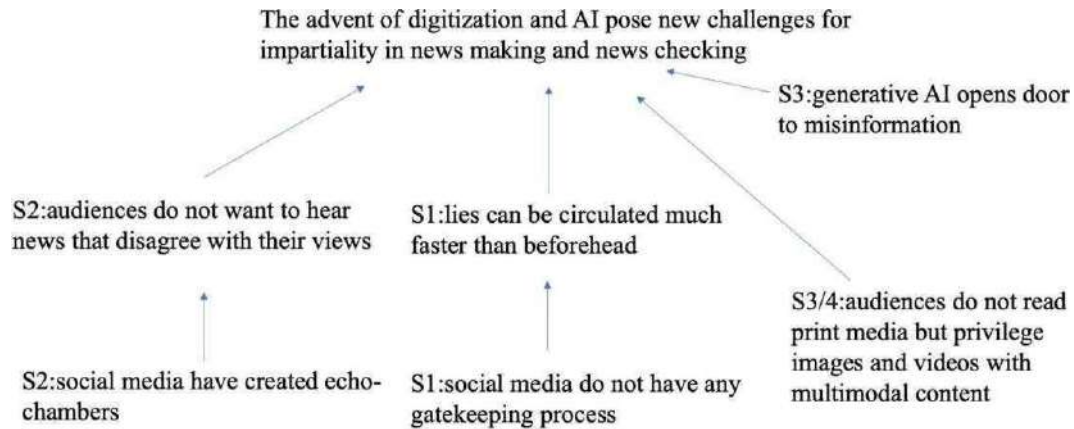 The advent of digitization and AI pose new challenges for
impartiality in news making and news checking
S3:generative AI opens door
to misinformation
S2:audiences do not want to hear
news that disagree with their views
S1:lies can be circulated much
faster than beforehead
S3/4:audiences do not read
print media but privilege
images and videos with
multimodal content
S2:social media have created echo-
chambers
S1:social media do not have any
gatekeeping process